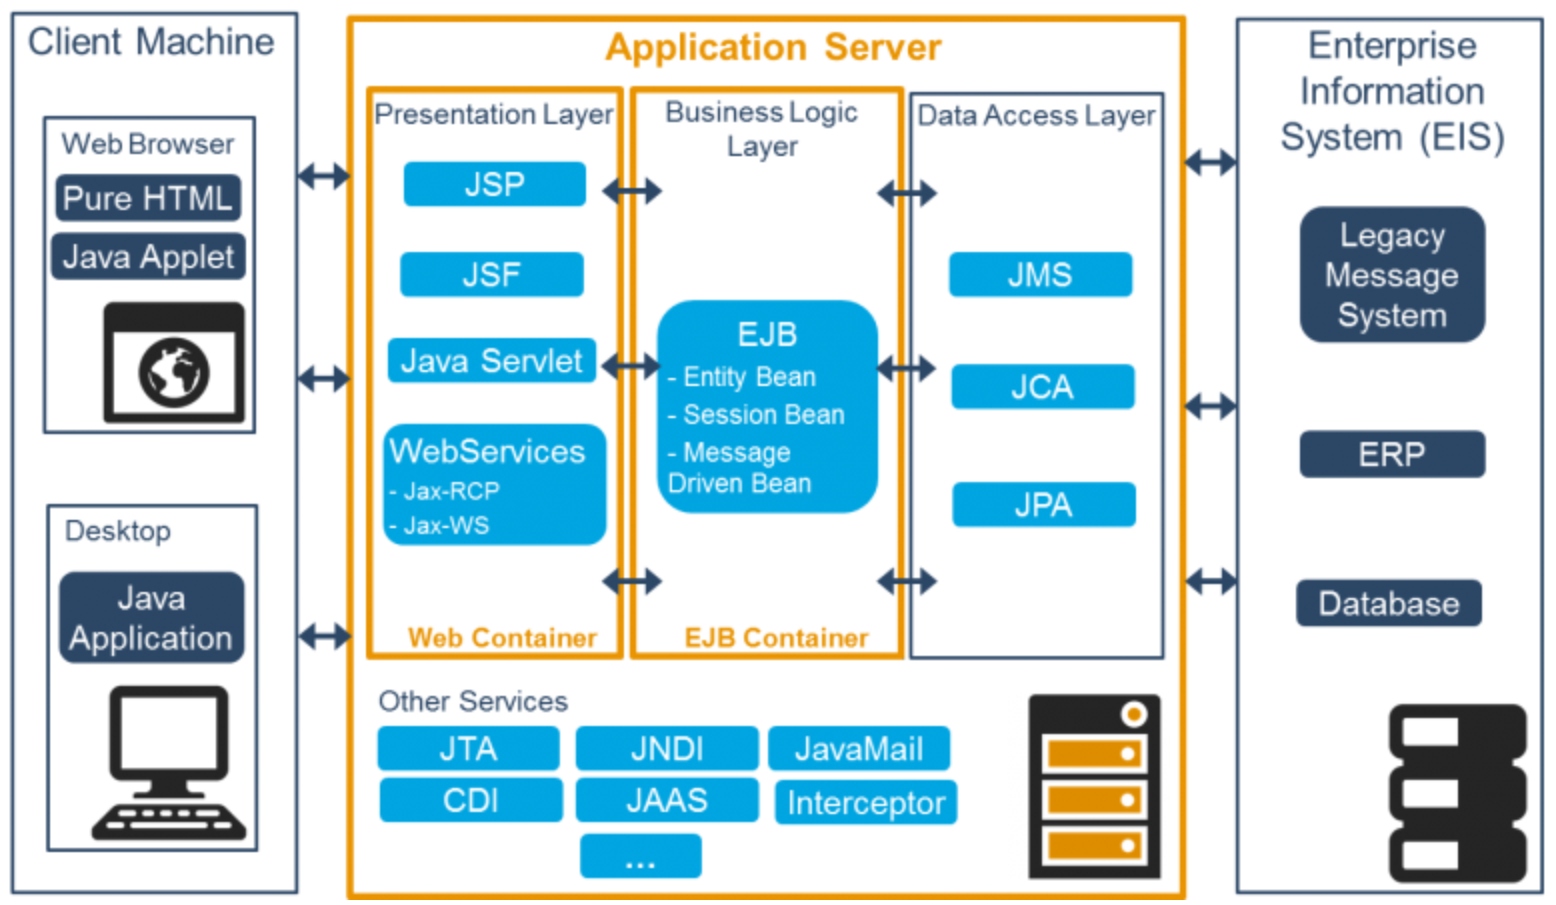 Client Machine
Web Browser
Pure HTML
Java Applet
Desktop
Java
Application
Application Server
Presentation Layer
JSP
JSF
Java Servlet
WebServices
- Jax-RCP
- Jax-WS
Web Container
Business Logic
Layer
EJB
- Entity Bean
- Session Bean
- Message
Driven Bean
EJB Container
Data Access Layer
JMS
JCA
JPA
Other Services
JTA
JNDI
JavaMail
CDI
JAAS
Interceptor
...
Enterprise
Information
System (EIS)
Legacy
Message
System
ERP
Database